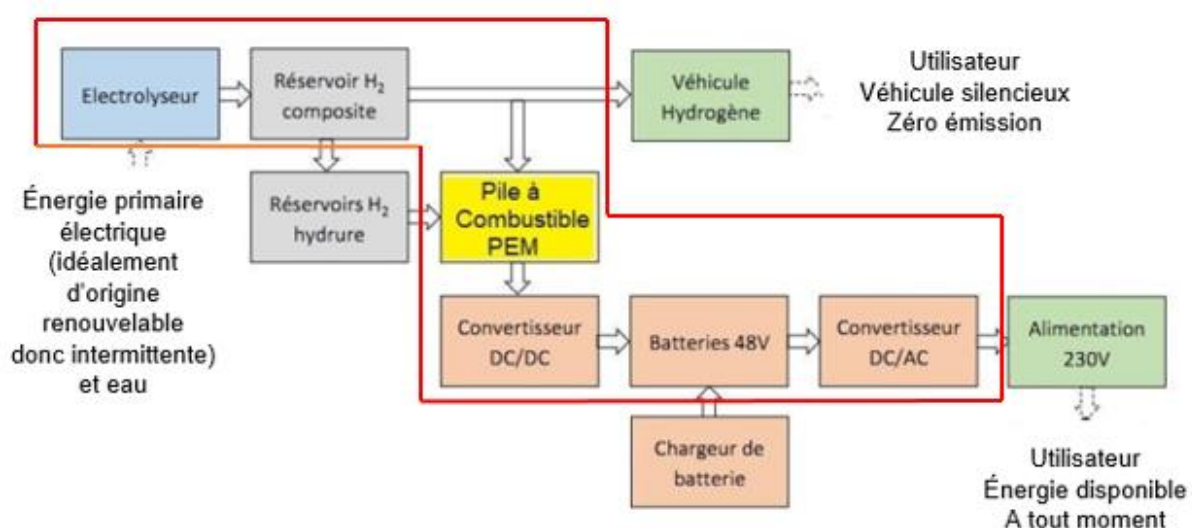 Electrolyseur
Réservoir H₂
composite
Véhicule
Hydrogène
Utilisateur
Véhicule silencieux
Zéro émission
Énergie primaire
électrique
(idéalement
d'origine
renouvelable
donc intermittente)
et eau
Réservoirs H₂
hydrure
Pile à
Combustible
PEM
Convertisseur
DC/DC
Batteries 48V
Convertisseur
DC/AC
Alimentation
230V
Chargeur de
batterie
Utilisateur
Énergie disponible
A tout moment